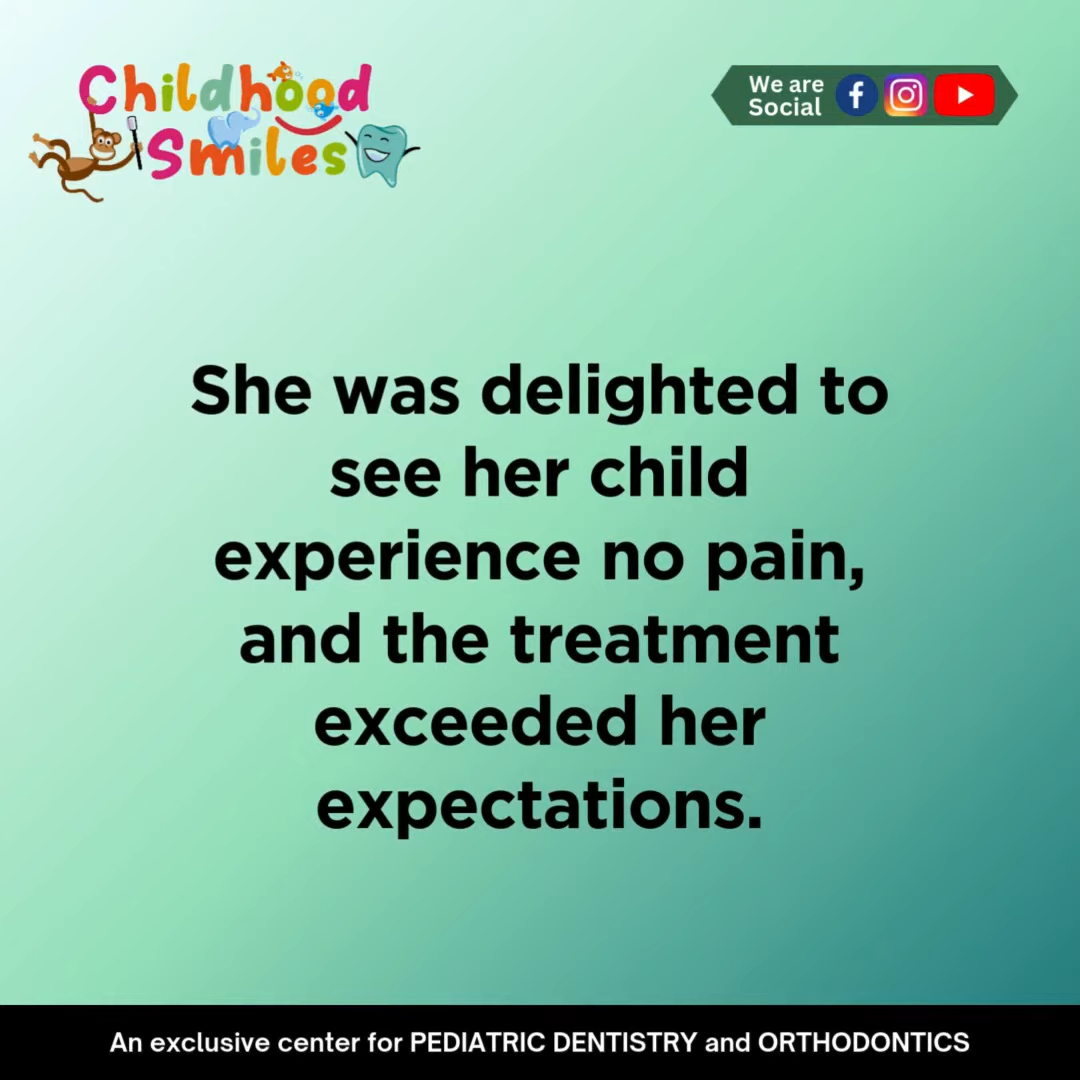 Childhood
Smiles
We are
Social
She was delighted to
see her child
experience no pain,
and the treatment
exceeded her
expectations.
An exclusive center for PEDIATRIC DENTISTRY and ORTHODONTICS